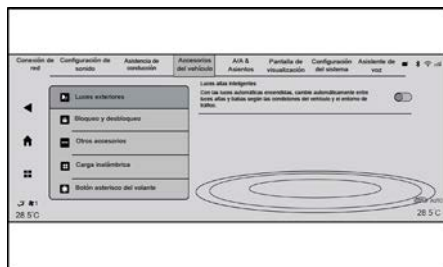 Conexión de red
Configuración de sonido
Asistencia de conducción
Accesorios del vehículo
A/A & Asientos
Pantalla de visualización
Configuración del sistema
Asistente de voz
Luces exteriores
Bloqueo y desbloqueo
Otros accesorios
Carga inalámbrica
Botón asterisco del volante
Luces altas inteligentes
Con las luces automáticas encendidas, cambie automáticamente entre
luces altas y bajas según las condiciones del vehículo y el entorno de
tráfico.
1
28.5°C
auto
28.5°C